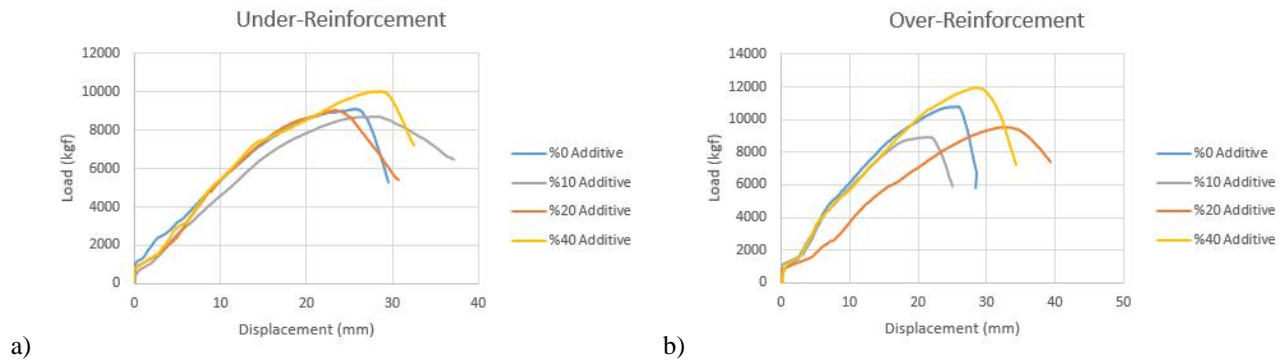 Under-Reinforcement
12000
10000
8000
6000
4000
2000
0
Load (kgf)
0 10 20 30 40
Displacement (mm)
%0 Additive
%10 Additive
%20 Additive
%40 Additive
a)
Over-Reinforcement
14000
12000
10000
8000
6000
4000
2000
0
Load (kgf)
0 10 20 30 40 50
Displacement (mm)
%0 Additive
%10 Additive
%20 Additive
%40 Additive
b)